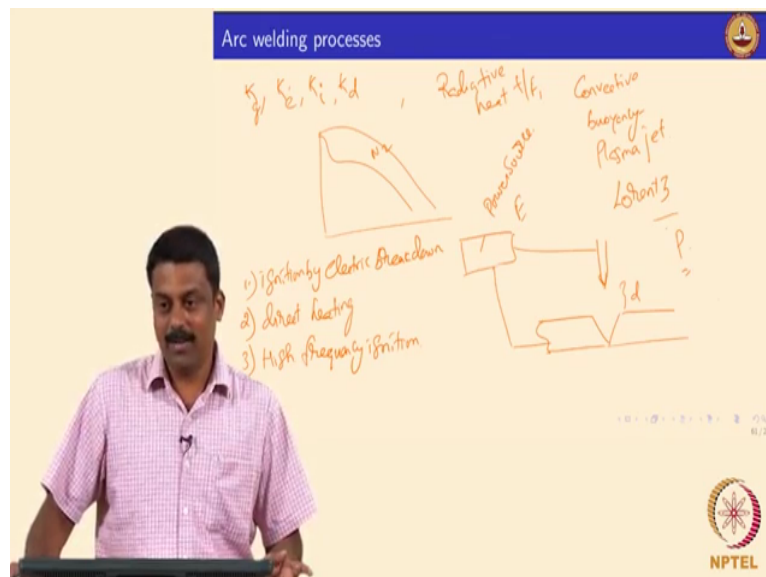 Arc welding processes
Kg, Ke, Ki, Kd , Radiative heat t/f, Convective
buoyancy
Plasma jet
Lorentz
P.
N2
Power Source
E
d
1.) ignition by electric breakdown
2) direct heating
3) High frequency ignition
NPTEL